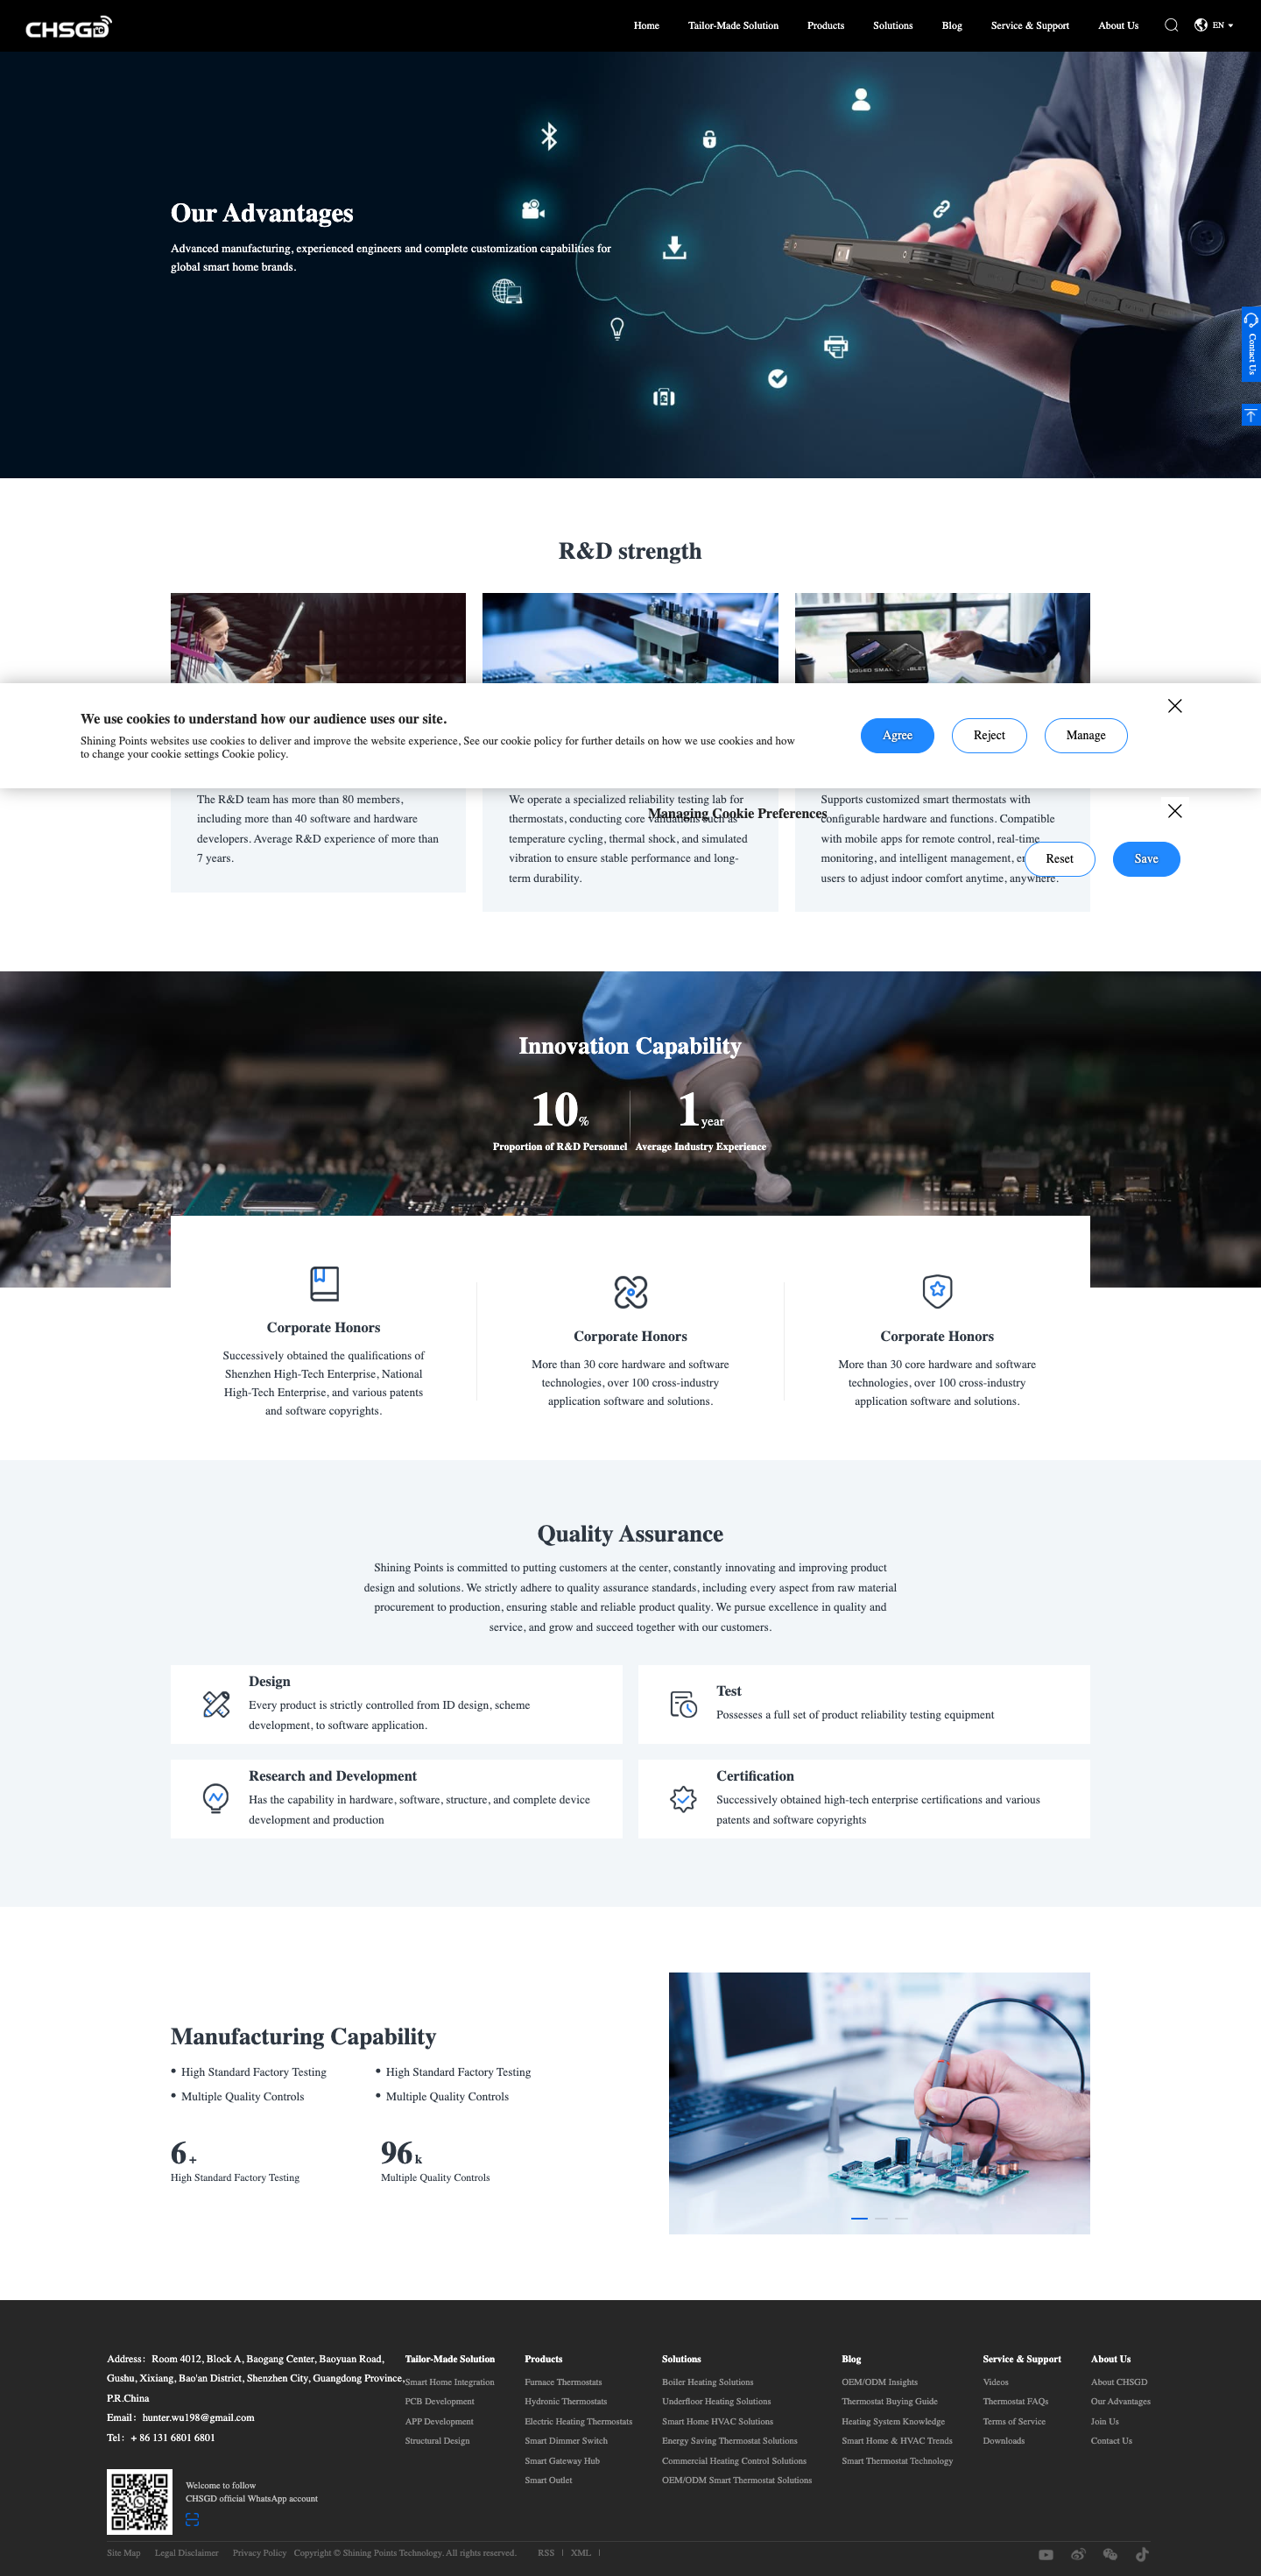 CHSGD
Home Tailor-Made Solution Products Solutions Blog Service & Support About Us EN
Our Advantages
Advanced manufacturing, experienced engineers and complete customization capabilities for
global smart home brands.
Contact Us
R&D strength
We use cookies to understand how our audience uses our site.
Shining Points websites use cookies to deliver and improve the website experience, See our cookie policy for further details on how we use cookies and how
to change your cookie settings Cookie policy.
Agree Reject Manage
The R&D team has more than 80 members,
including more than 40 software and hardware
developers. Average R&D experience of more than
7 years.
We operate a specialized reliability testing lab for
thermostats, conducting core validations such as
temperature cycling, thermal shock, and simulated
vibration to ensure stable performance and long-
term durability.
Supports customized smart thermostats with
configurable hardware and functions. Compatible
with mobile apps for remote control, real-time
monitoring, and intelligent management,
users to adjust indoor comfort anytime, anywhere.
Managing Cookie Preferences
Reset Save
Innovation Capability
10%
Proportion of R&D Personnel
1year
Average Industry Experience
Corporate Honors
Successively obtained the qualifications of
Shenzhen High-Tech Enterprise, National
High-Tech Enterprise, and various patents
and software copyrights.
Corporate Honors
More than 30 core hardware and software
technologies, over 100 cross-industry
application software and solutions.
Corporate Honors
More than 30 core hardware and software
technologies, over 100 cross-industry
application software and solutions.
Quality Assurance
Shining Points is committed to putting customers at the center, constantly innovating and improving product
design and solutions. We strictly adhere to quality assurance standards, including every aspect from raw material
procurement to production, ensuring stable and reliable product quality. We pursue excellence in quality and
service, and grow and succeed together with our customers.
Design
Every product is strictly controlled from ID design, scheme
development, to software application.
Test
Possesses a full set of product reliability testing equipment
Research and Development
Has the capability in hardware, software, structure, and complete device
development and production
Certification
Successively obtained high-tech enterprise certifications and various
patents and software copyrights
Manufacturing Capability
• High Standard Factory Testing
• High Standard Factory Testing
• Multiple Quality Controls
• Multiple Quality Controls
6+
High Standard Factory Testing
96k
Multiple Quality Controls
Address：Room 4012, Block A, Baogang Center, Baoyuan Road,
Gushu, Xixiang, Bao'an District, Shenzhen City, Guangdong Province,
P.R.China
Email：hunter.wu198@gmail.com
Tel：+ 86 131 6801 6801
Welcome to follow
CHSGD official WhatsApp account
Tailor-Made Solution
Smart Home Integration
PCB Development
APP Development
Structural Design
Products
Furnace Thermostats
Hydronic Thermostats
Electric Heating Thermostats
Smart Dimmer Switch
Smart Gateway Hub
Smart Outlet
Solutions
Boiler Heating Solutions
Underfloor Heating Solutions
Smart Home HVAC Solutions
Energy Saving Thermostat Solutions
Commercial Heating Control Solutions
OEM/ODM Smart Thermostat Solutions
Blog
OEM/ODM Insights
Thermostat Buying Guide
Heating System Knowledge
Smart Home & HVAC Trends
Smart Thermostat Technology
Service & Support
Videos
Thermostat FAQs
Terms of Service
Downloads
About Us
About CHSGD
Our Advantages
Join Us
Contact Us
Site Map Legal Disclaimer Privacy Policy Copyright © Shining Points Technology. All rights reserved. RSS | XML |